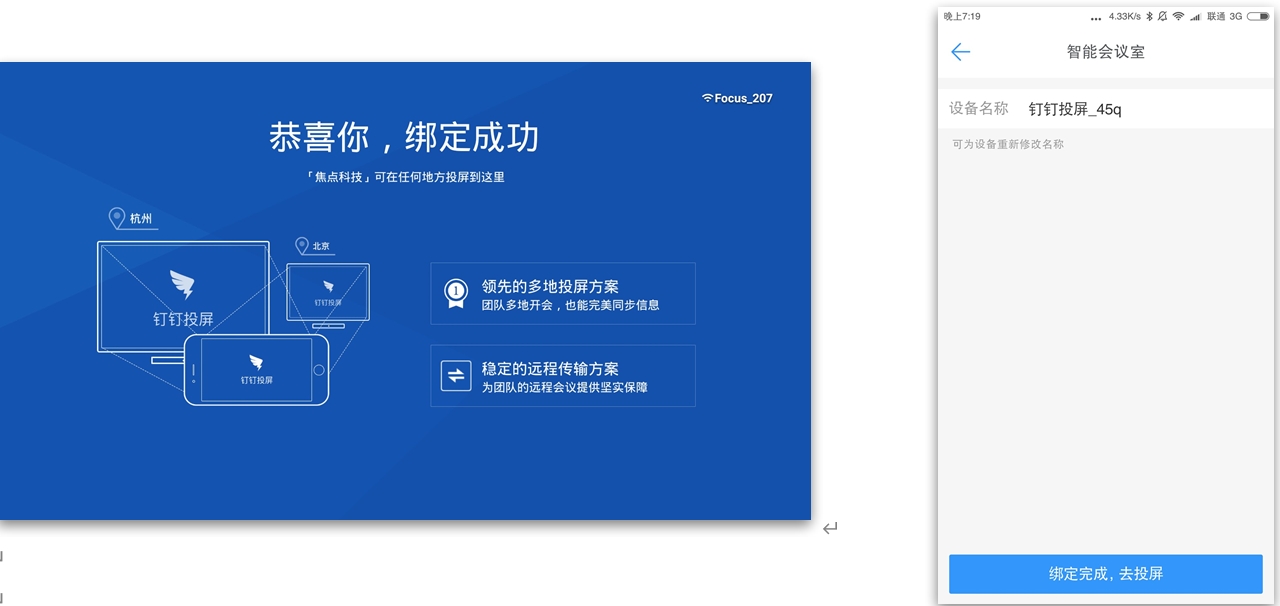 Focus_207
恭喜你，绑定成功
「焦点科技」可在任何地方投屏到这里
杭州
北京
钉钉投屏
钉钉投屏
钉钉投屏
1
领先的多地投屏方案
团队多地开会，也能完美同步信息
稳定的远程传输方案
为团队的远程会议提供坚实保障
晚上7:19
... 4.33K/s 联通 3G
智能会议室
设备名称 钉钉投屏_45q
可为设备重新修改名称
绑定完成, 去投屏